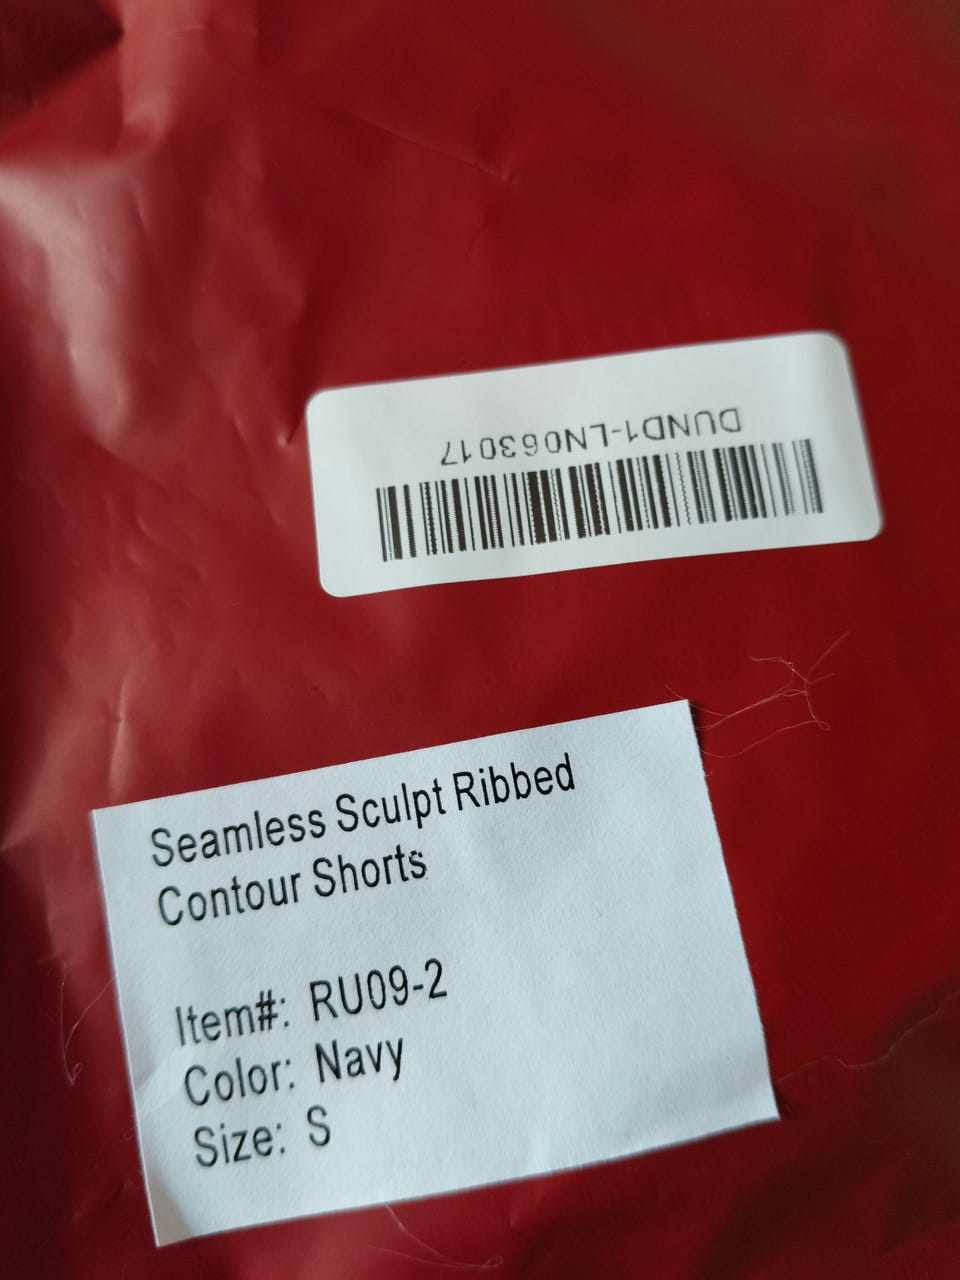 DUND1-LN063017
Seamless Sculpt Ribbed
Contour Shorts
Item#: RU09-2
Color: Navy
Size: S